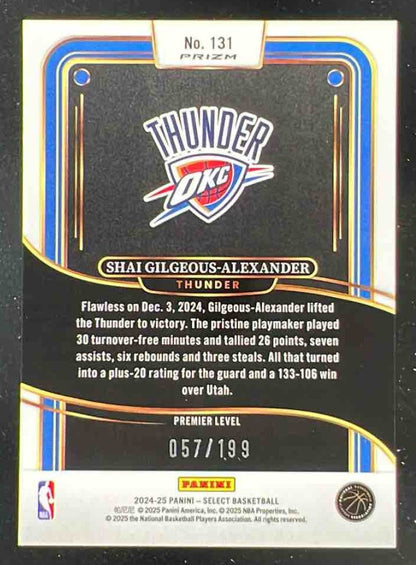 No. 131
PRIZM
THUNDER
OKC
SHAI GILGEOUS-ALEXANDER
THUNDER
Flawless on Dec. 3, 2024, Gilgeous-Alexander lifted
the Thunder to victory. The pristine playmaker played
30 turnover-free minutes and tallied 26 points, seven
assists, six rebounds and three steals. All that turned
into a plus-20 rating for the guard and a 133-106 win
over Utah.
PREMIER LEVEL
057/199
PANINI
2024-25 PANINI – SELECT BASKETBALL
© 2025 Panini America, Inc. © 2025 NBA Properties, Inc.
© 2025 the National Basketball Players Association. All rights reserved.
NBA